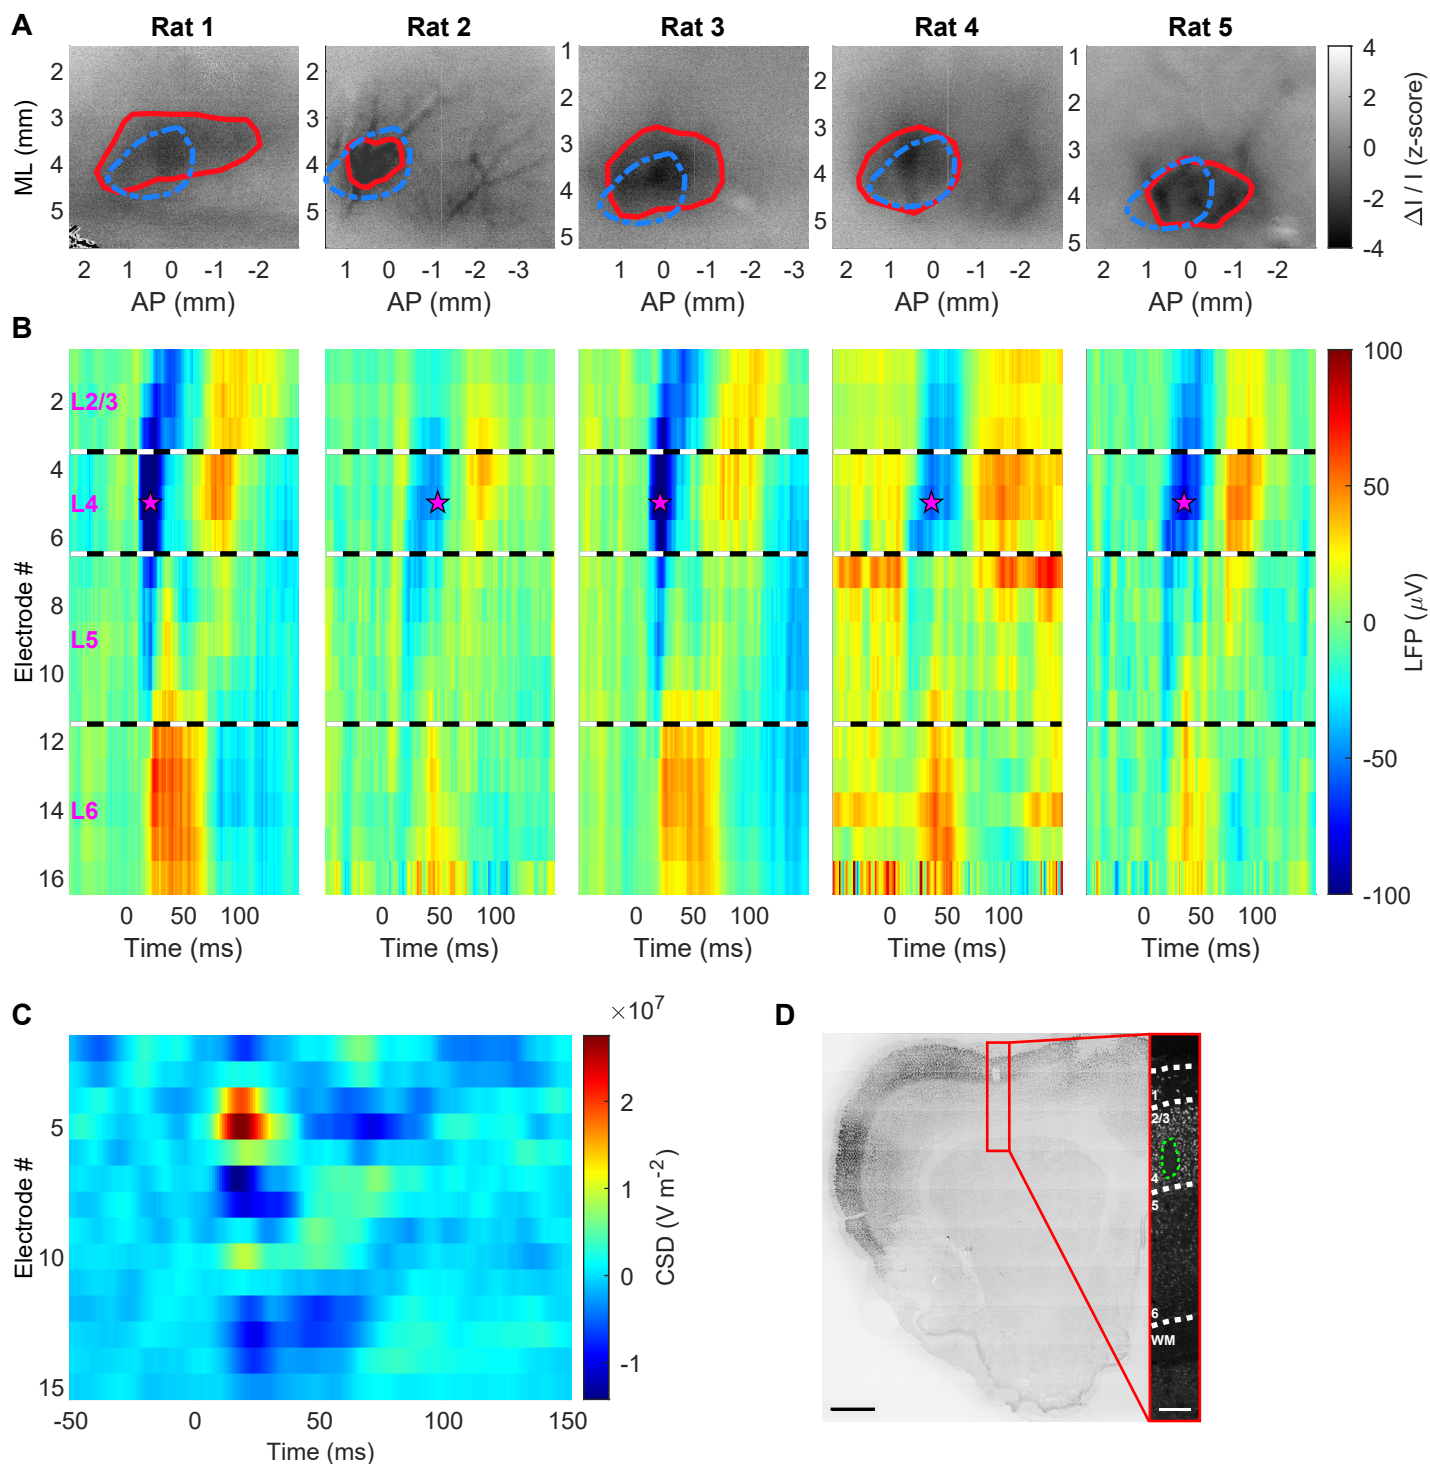 A
Rat 1
Rat 2
Rat 3
Rat 4
Rat 5
ML (mm)
2
3
4
5
2
3
4
5
1
2
3
4
5
1
2
3
4
5
1
2
3
4
5
2 1 0 -1 -2
1 0 -1 -2 -3
1 0 -1 -2 -3
2 1 0 -1 -2
2 1 0 -1 -2
AP (mm)
AP (mm)
AP (mm)
AP (mm)
AP (mm)
4
2
0
-2
-4
ΔI / I (z-score)
B
Electrode #
2
4
6
8
10
12
14
16
L2/3
L4
L5
L6
0 50 100
0 50 100
0 50 100
0 50 100
0 50 100
Time (ms)
Time (ms)
Time (ms)
Time (ms)
Time (ms)
100
50
0
-50
-100
LFP (μV)
C
×10⁷
Electrode #
5
10
15
-50 0 50 100 150
Time (ms)
2
1
0
-1
CSD (V m⁻²)
D
1
2/3
4
5
6
WM